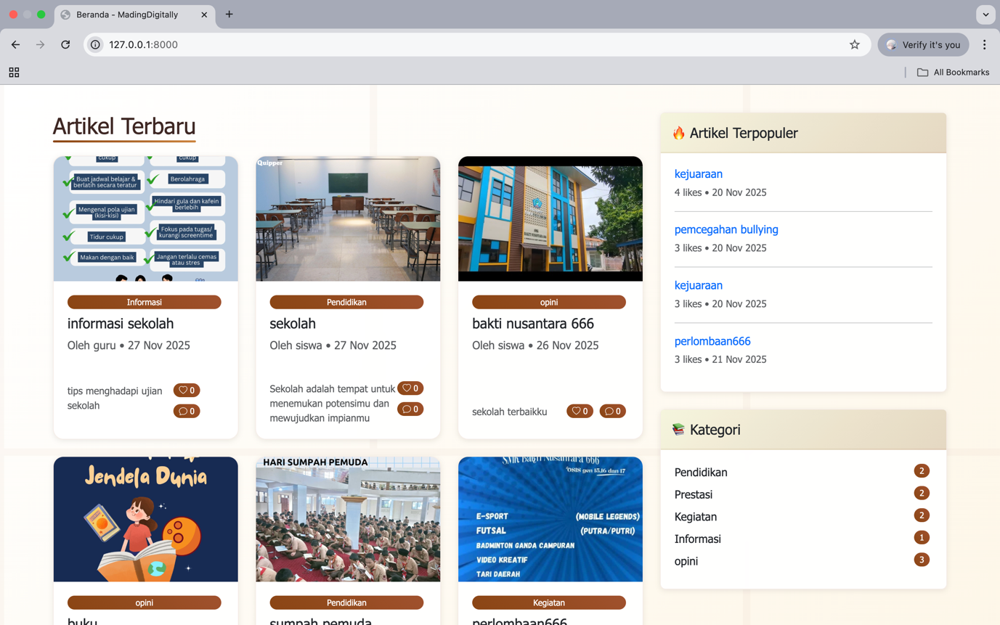 Beranda - MadingDigitally
127.0.0.1:8000
Verify it's you
All Bookmarks
Artikel Terbaru
cukup
cukup
Buat jadwal belajar &
berlatih secara teratur
Berolahraga
Mengenal pola ujian
(kisi-kisi)
Hindari gula dan kafein
berlebih
Tidur cukup
Fokus pada tugas/
kurangi screentime
Makan dengan baik
Jangan terlalu cemas
atau stres
Informasi
informasi sekolah
Oleh guru • 27 Nov 2025
tips menghadapi ujian
sekolah
0
0
Quipper
Pendidikan
sekolah
Oleh siswa • 27 Nov 2025
Sekolah adalah tempat untuk
menemukan potensimu dan
mewujudkan impianmu
0
0
opini
bakti nusantara 666
Oleh siswa • 26 Nov 2025
sekolah terbaikku
0
0
Jendela Dunia
opini
buku
HARI SUMPAH PEMUDA
Pendidikan
sumpah pemuda
SMK Bakti Nusantara 666
OSIS gen 15,16 dan 17
E-SPORT (MOBILE LEGENDS)
FUTSAL (PUTRA/PUTRI)
BADMINTON GANDA CAMPURAN
VIDEO KREATIF
TARI DAERAH
Kegiatan
perlombaan666
🔥 Artikel Terpopuler
kejuaraan
4 likes • 20 Nov 2025
pemcegahan bullying
3 likes • 20 Nov 2025
kejuaraan
3 likes • 20 Nov 2025
perlombaan666
3 likes • 21 Nov 2025
📚 Kategori
Pendidikan 2
Prestasi 2
Kegiatan 2
Informasi 1
opini 3